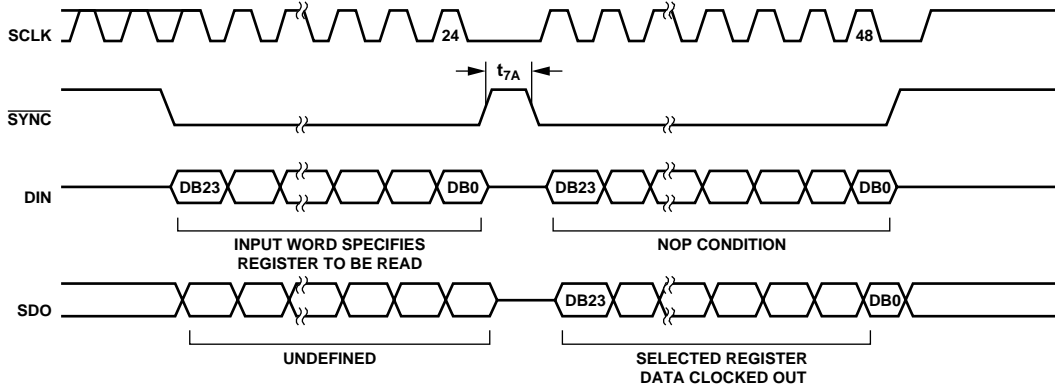 SCLK
24
48
t7A
SYNC
DIN
DB23
DB0
DB23
DB0
INPUT WORD SPECIFIES
REGISTER TO BE READ
NOP CONDITION
SDO
DB23
DB0
UNDEFINED
SELECTED REGISTER
DATA CLOCKED OUT